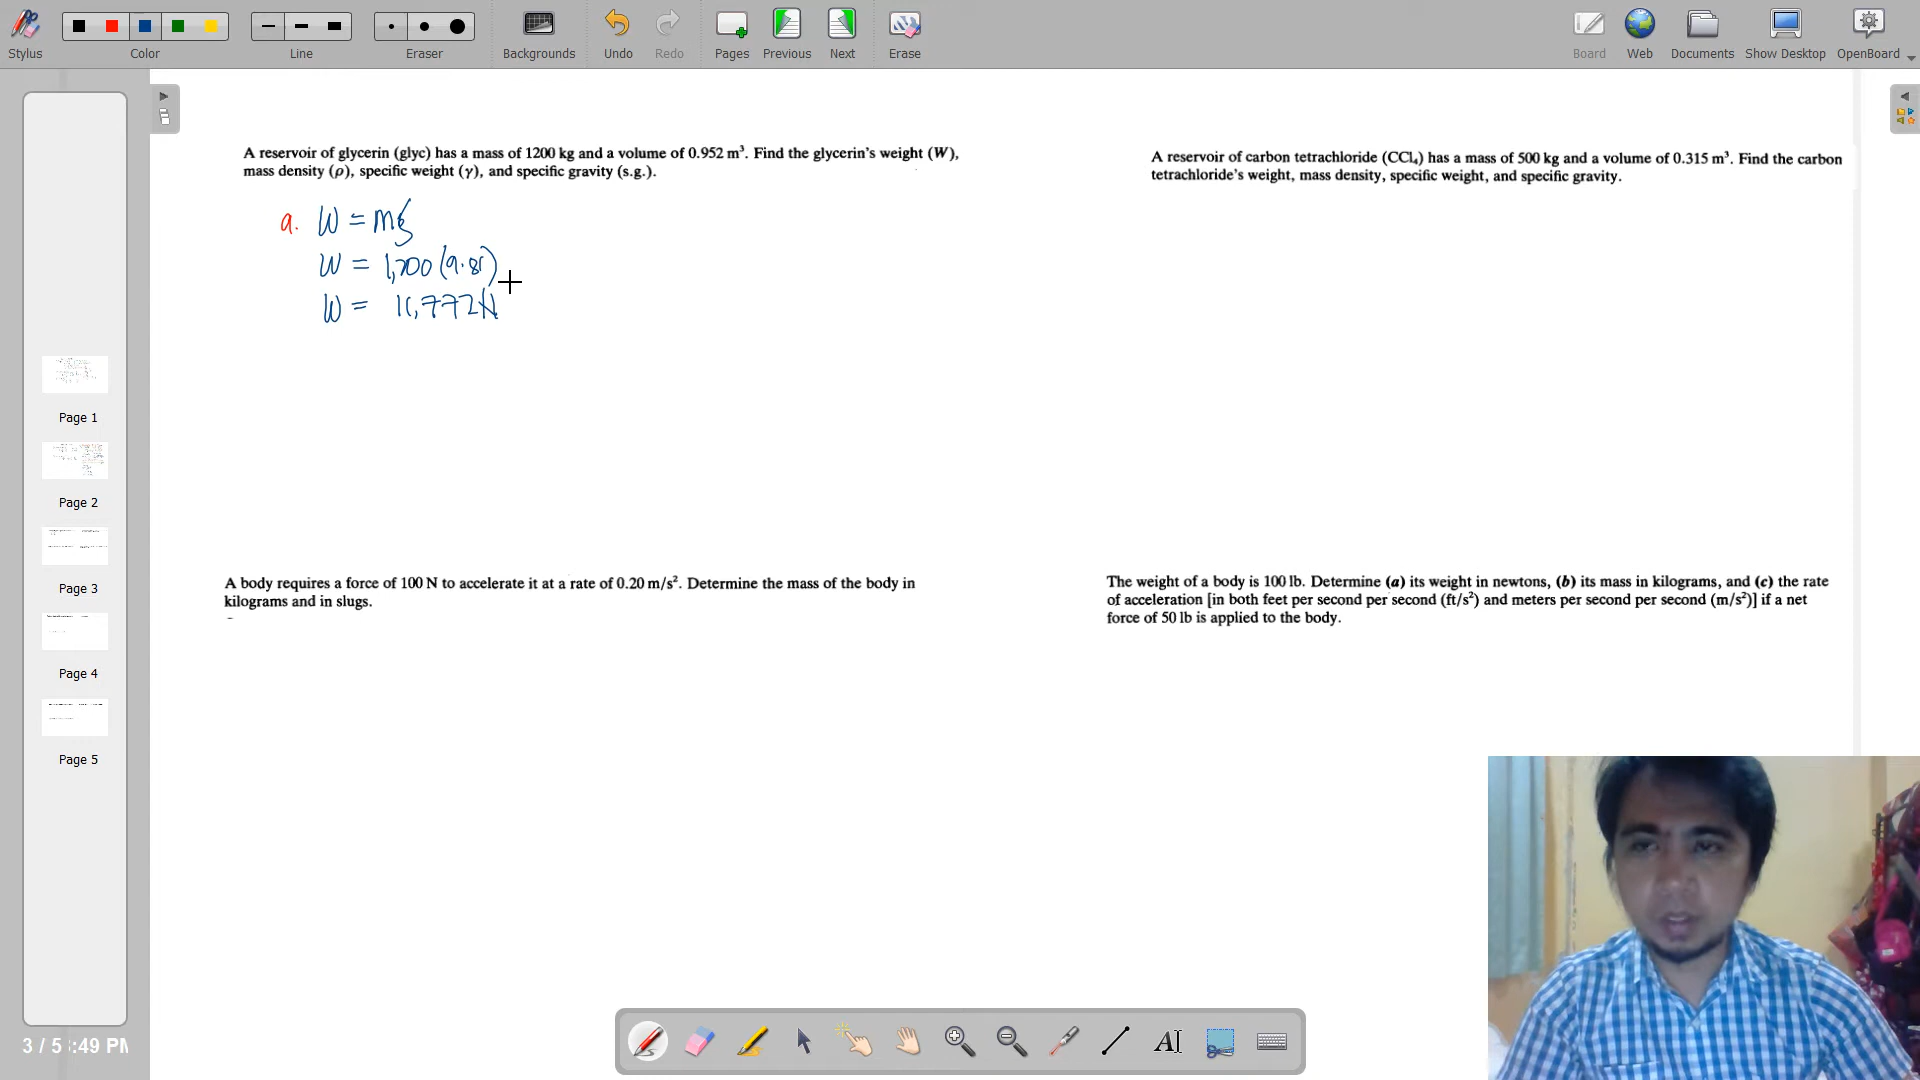 Stylus
Color
Line
Eraser
Backgrounds
Undo
Redo
Pages
Previous
Next
Erase
Board
Web
Documents
Show Desktop
OpenBoard
A reservoir of glycerin (glyc) has a mass of 1200 kg and a volume of 0.952 m³. Find the glycerin's weight (W),
mass density (ρ), specific weight (γ), and specific gravity (s.g.).
a. W = mg
W = 1,200 (9.81)
W = 11,772 N
A reservoir of carbon tetrachloride (CCl₄) has a mass of 500 kg and a volume of 0.315 m³. Find the carbon
tetrachloride's weight, mass density, specific weight, and specific gravity.
A body requires a force of 100 N to accelerate it at a rate of 0.20 m/s². Determine the mass of the body in
kilograms and in slugs.
The weight of a body is 100 lb. Determine (a) its weight in newtons, (b) its mass in kilograms, and (c) the rate
of acceleration [in both feet per second per second (ft/s²) and meters per second per second (m/s²)] if a net
force of 50 lb is applied to the body.
Page 1
Page 2
Page 3
Page 4
Page 5
3 / 5
:49 PM